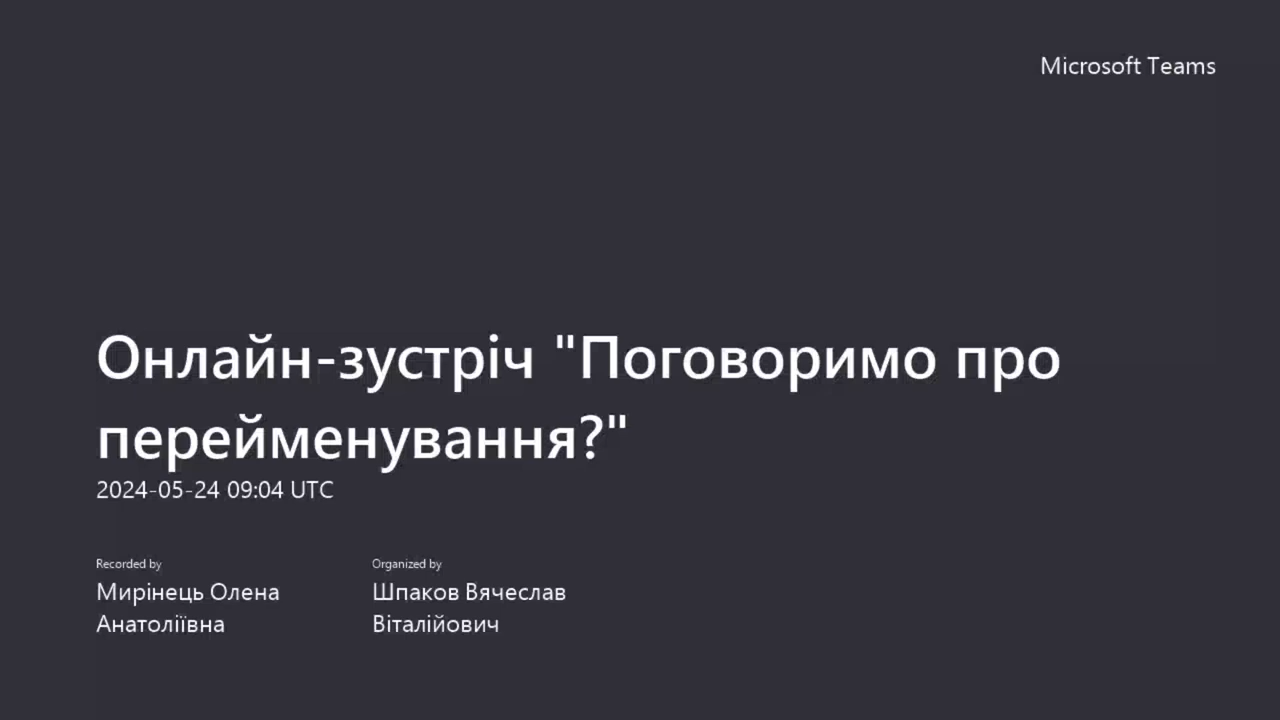 Microsoft Teams
Онлайн-зустріч "Поговоримо про
перейменування?"
2024-05-24 09:04 UTC
Recorded by
Мирінець Олена
Анатоліївна
Organized by
Шпаков Вячеслав
Віталійович